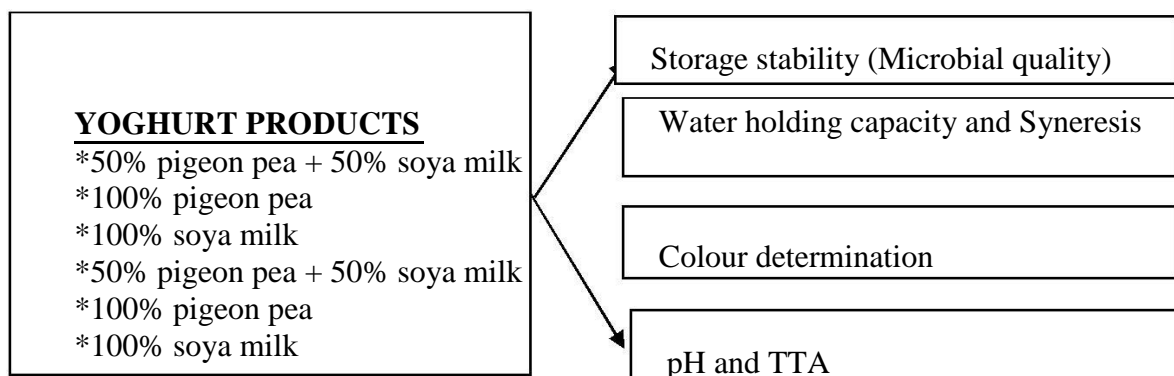 YOGHURT PRODUCTS
*50% pigeon pea + 50% soya milk
*100% pigeon pea
*100% soya milk
*50% pigeon pea + 50% soya milk
*100% pigeon pea
*100% soya milk
Storage stability (Microbial quality)
Water holding capacity and Syneresis
Colour determination
pH and TTA